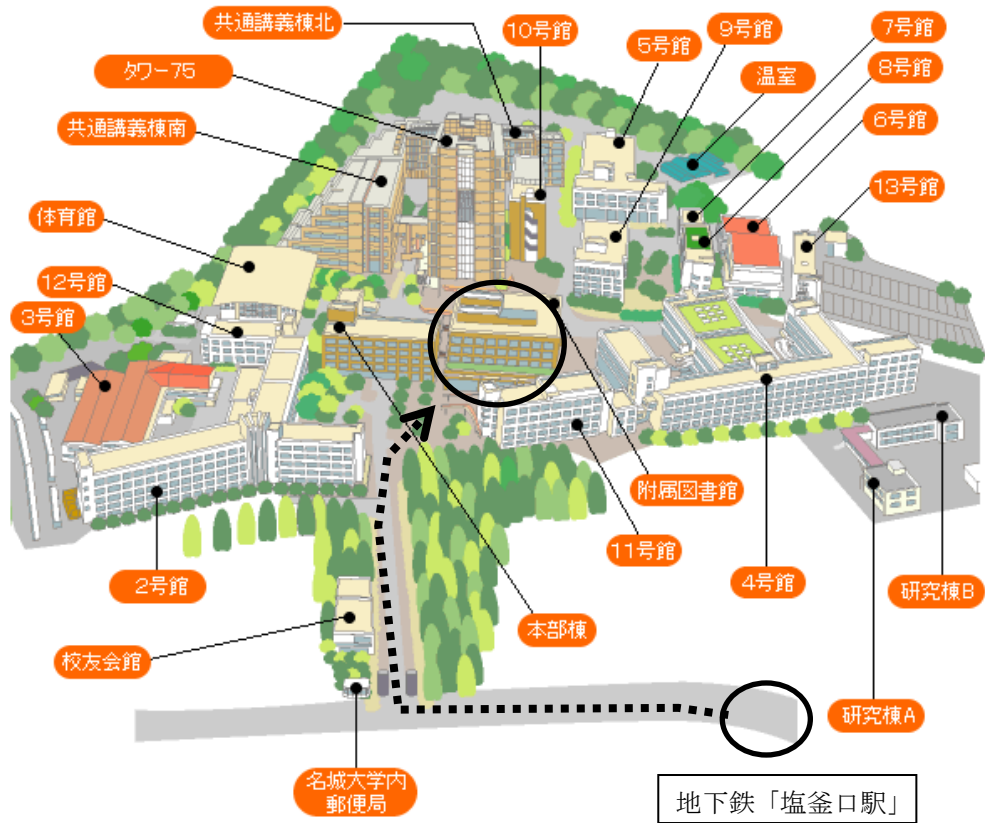 共通講義棟北
10号館
5号館
9号館
7号館
タワー75
温室
8号館
共通講義棟南
6号館
13号館
体育館
12号館
3号館
附属図書館
11号館
4号館
2号館
研究棟B
本部棟
校友会館
研究棟A
名城大学内
郵便局
地下鉄「塩釜口駅」